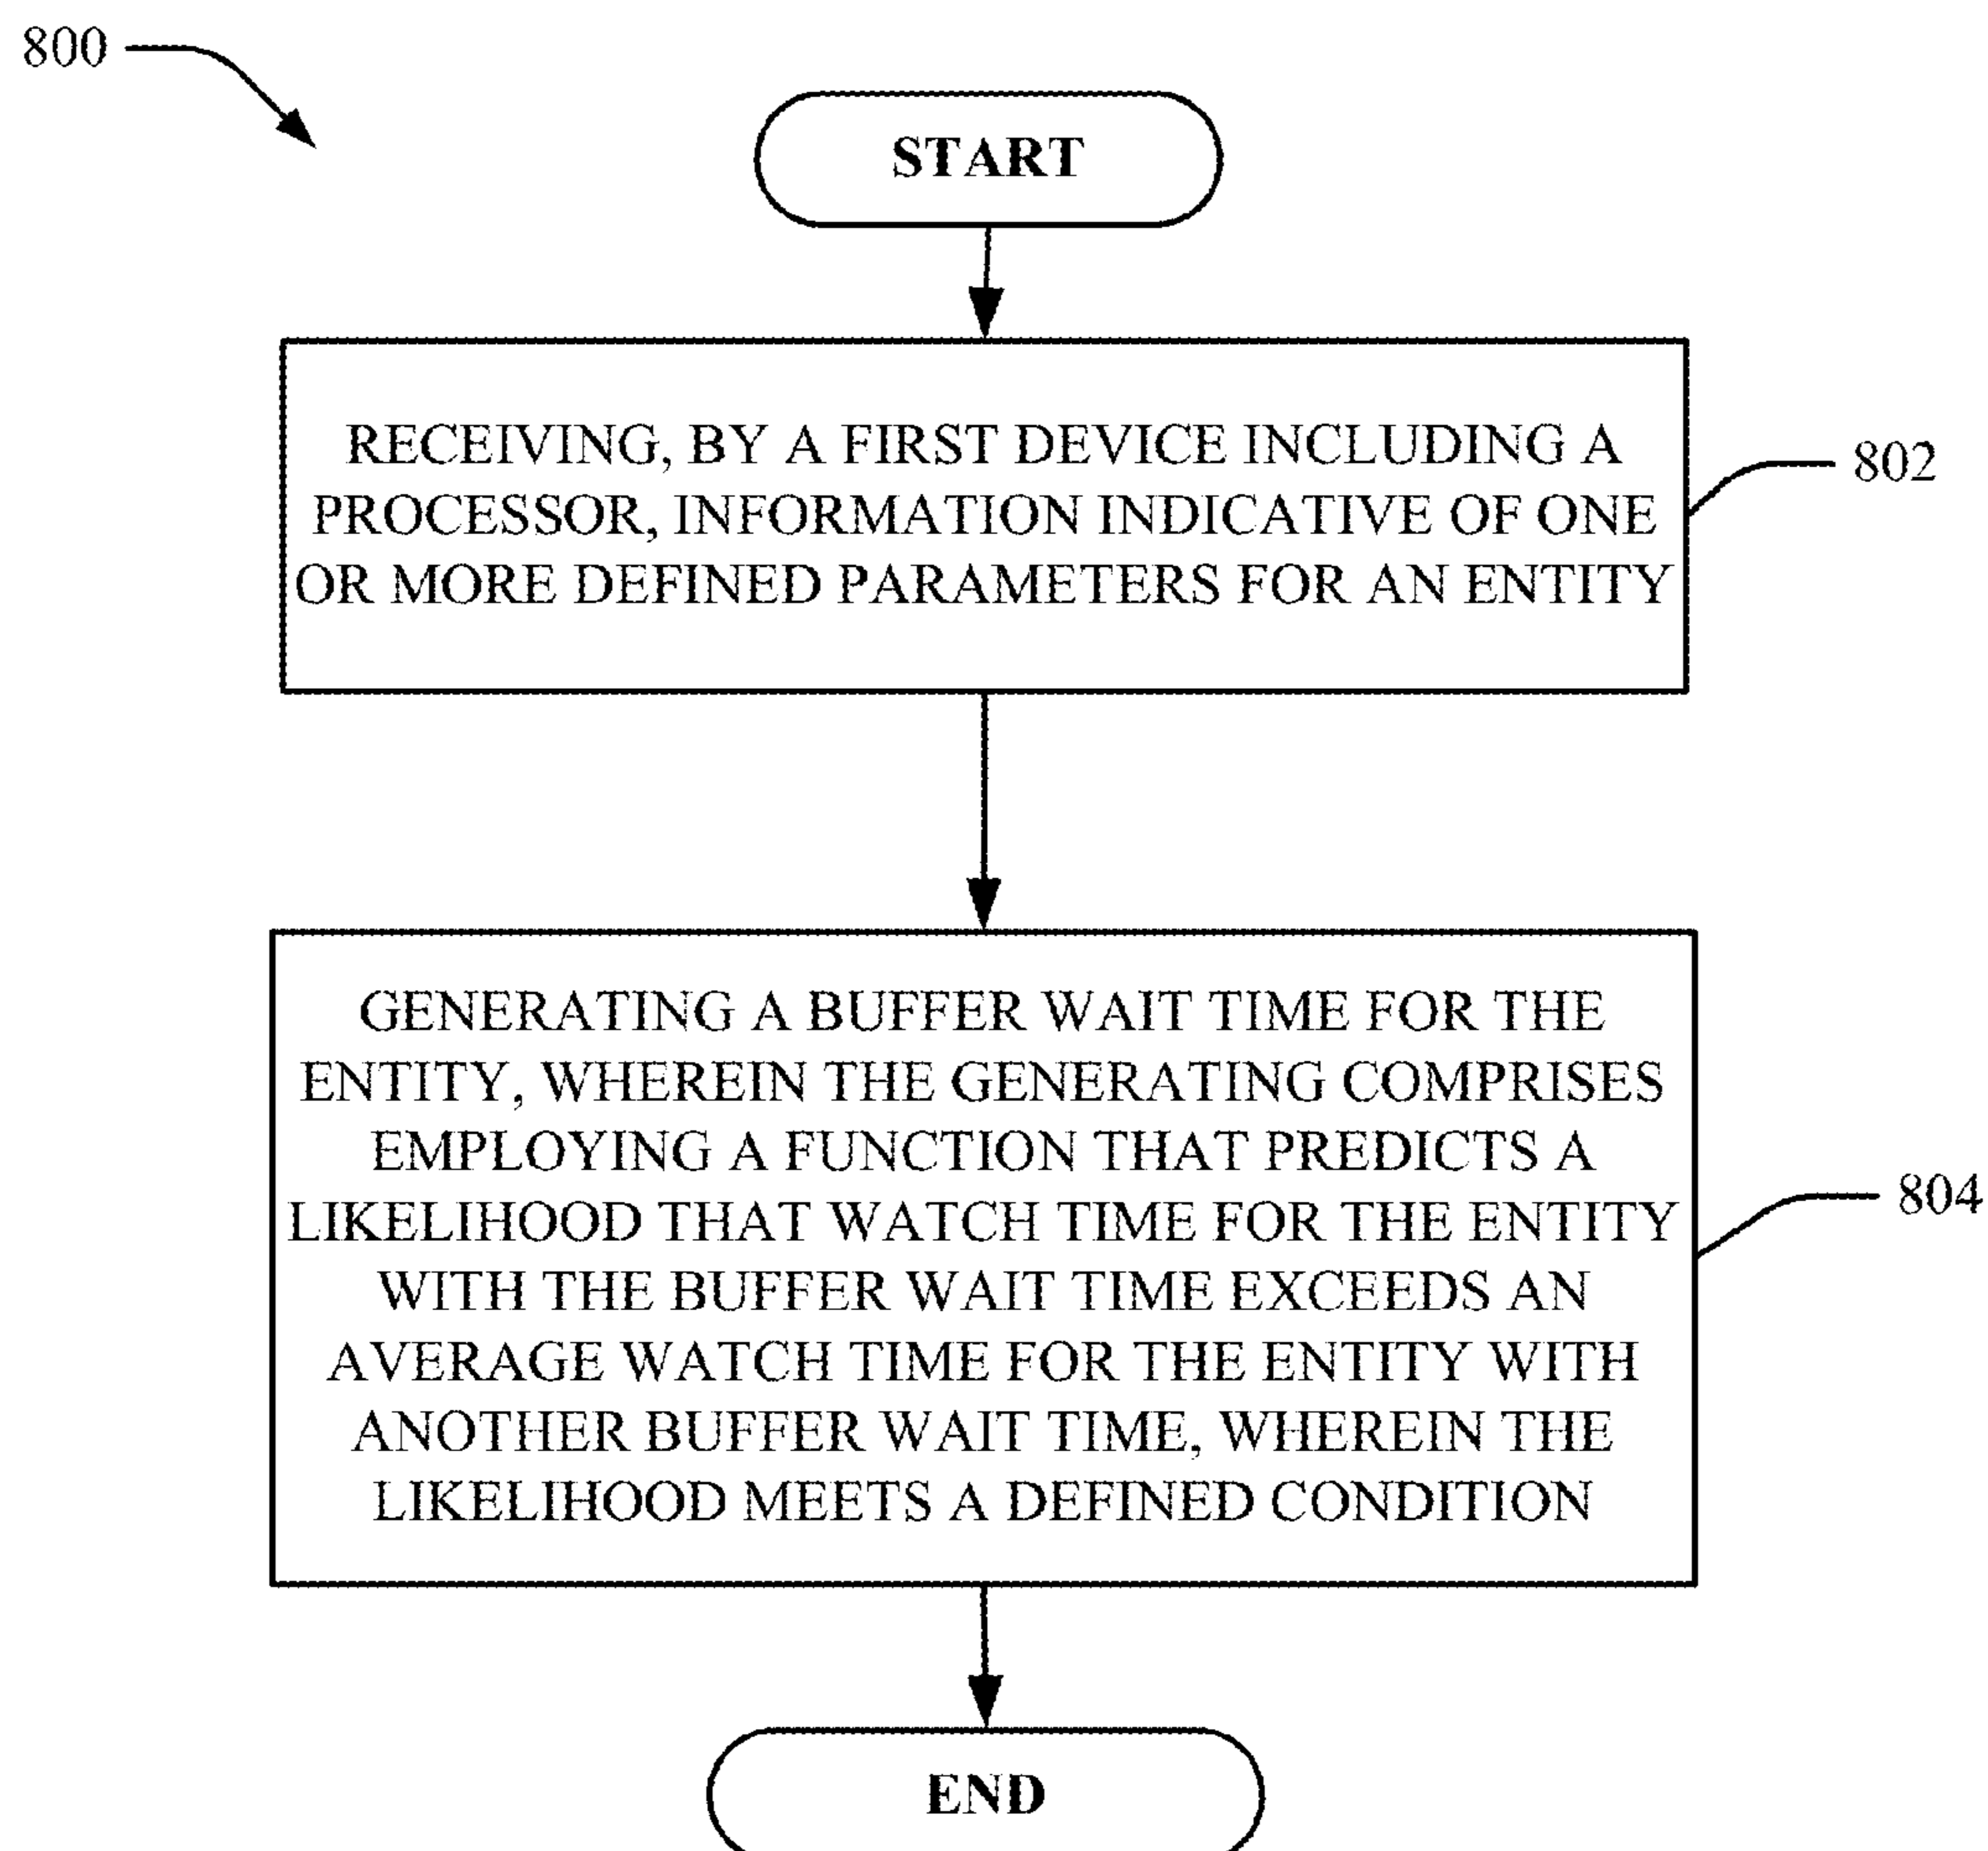 800
START
RECEIVING, BY A FIRST DEVICE INCLUDING A
PROCESSOR, INFORMATION INDICATIVE OF ONE
OR MORE DEFINED PARAMETERS FOR AN ENTITY
802
GENERATING A BUFFER WAIT TIME FOR THE
ENTITY, WHEREIN THE GENERATING COMPRISES
EMPLOYING A FUNCTION THAT PREDICTS A
LIKELIHOOD THAT WATCH TIME FOR THE ENTITY
WITH THE BUFFER WAIT TIME EXCEEDS AN
AVERAGE WATCH TIME FOR THE ENTITY WITH
ANOTHER BUFFER WAIT TIME, WHEREIN THE
LIKELIHOOD MEETS A DEFINED CONDITION
804
END